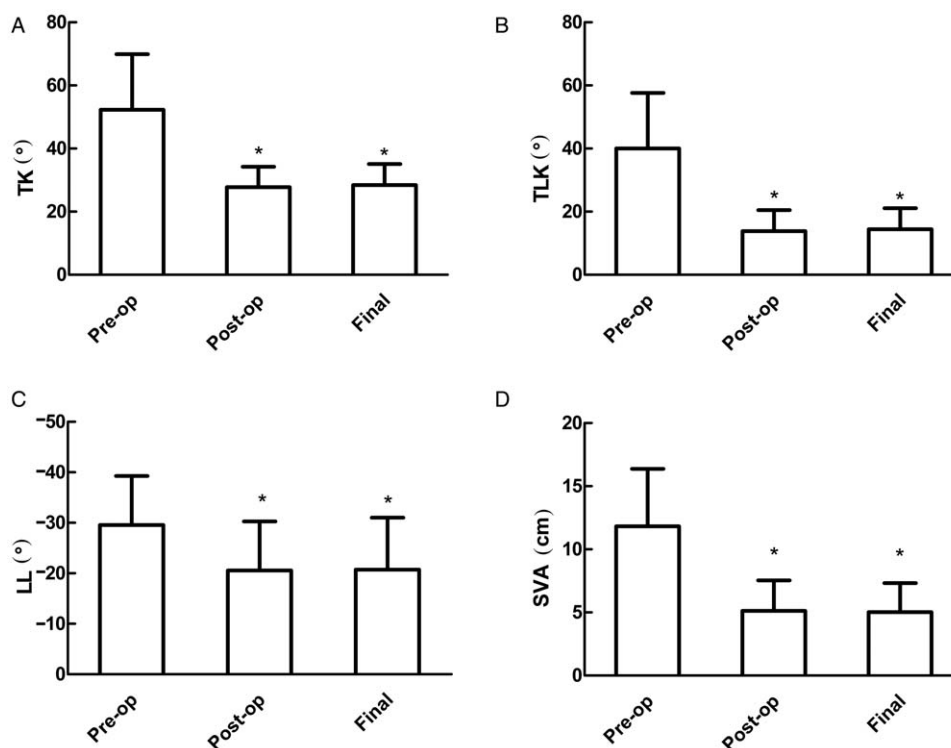 A
TK (°)
80
60
40
20
0
*
*
Pre-op
Post-op
Final
B
TLK (°)
80
60
40
20
0
*
*
Pre-op
Post-op
Final
C
LL (°)
−50
−40
−30
−20
−10
0
*
*
Pre-op
Post-op
Final
D
SVA (cm)
20
15
10
5
0
*
*
Pre-op
Post-op
Final